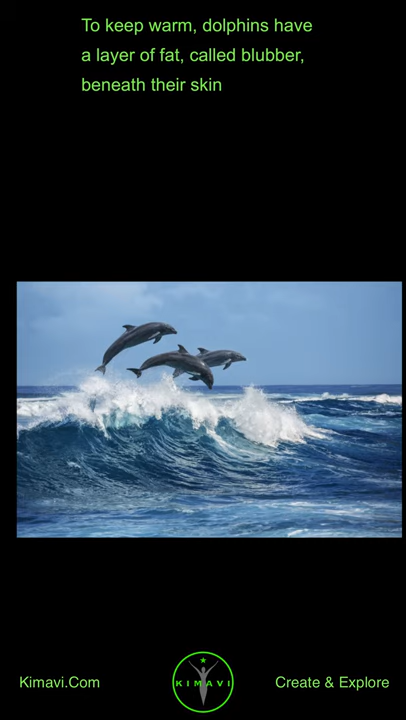 To keep warm, dolphins have
a layer of fat, called blubber,
beneath their skin
Kimavi.Com
KIMAVI
Create & Explore